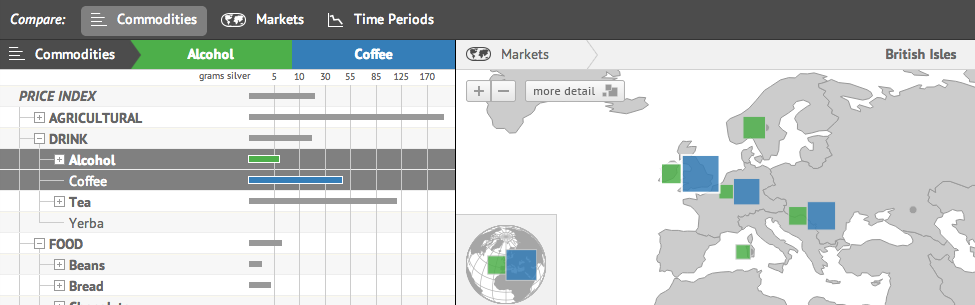 Compare: Commodities Markets Time Periods
Commodities Alcohol Coffee Markets British Isles
grams silver 5 10 30 55 85 125 170
PRICE INDEX
more detail
AGRICULTURAL
DRINK
Alcohol
Coffee
Tea
Yerba
FOOD
Beans
Bread